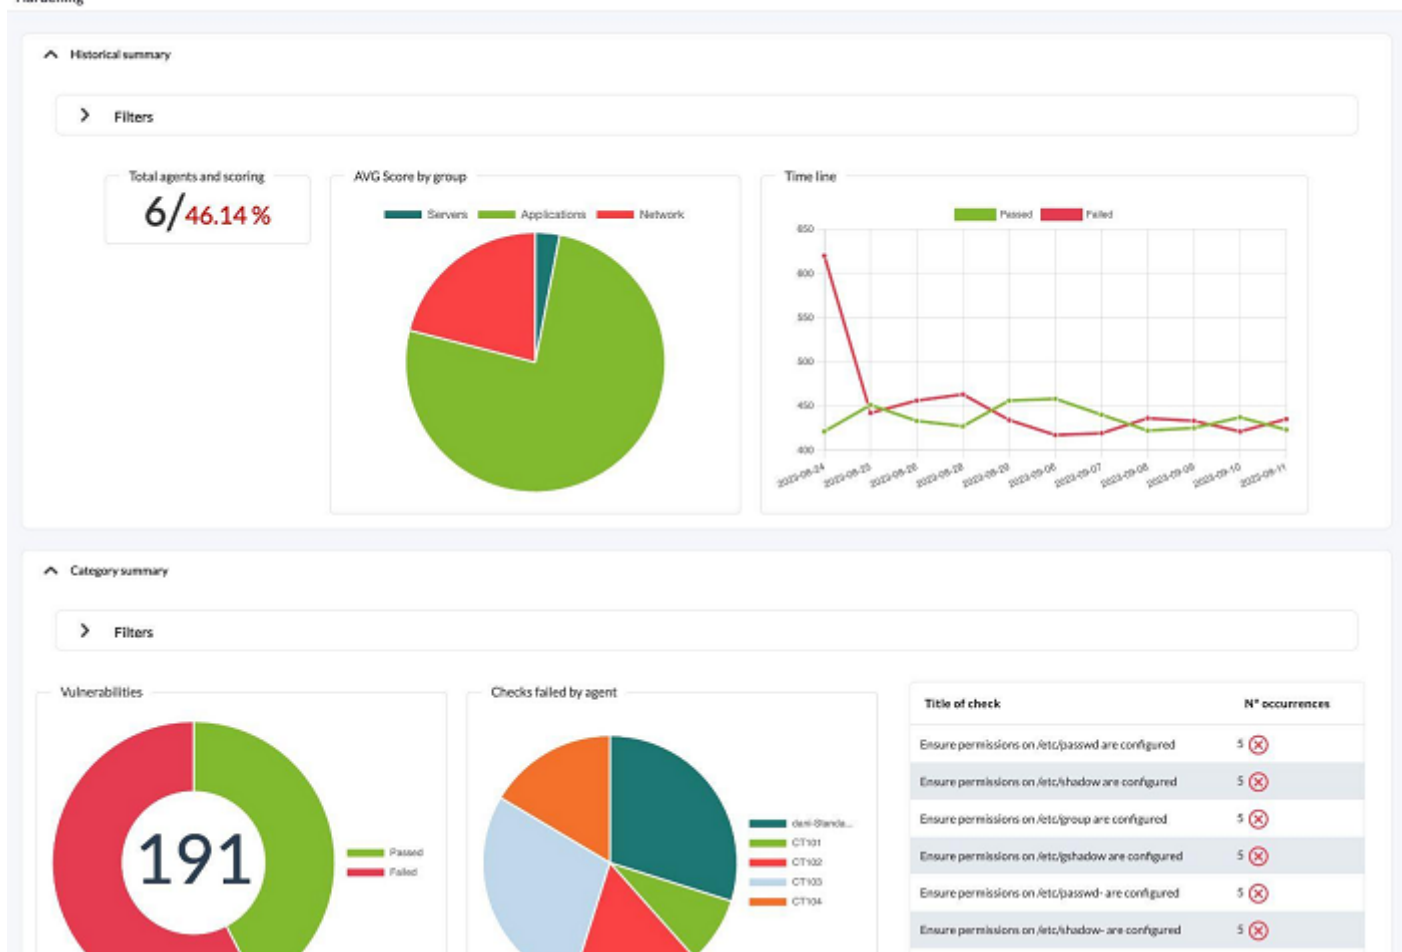 Hardening
Historical summary
Filters
Total agents and scoring
6/46.14 %
AVG Score by group
Servers Applications Network
Time line
Passed Failed
650
600
550
500
450
400
2023-08-24
Category summary
Filters
Vulnerabilities
191
Passed
Failed
Checks failed by agent
CT101
CT102
CT103
CT104
Title of check N° occurrences
Ensure permissions on /etc/passwd are configured 5
Ensure permissions on /etc/shadow are configured 5
Ensure permissions on /etc/group are configured 5
Ensure permissions on /etc/gshadow are configured 5
Ensure permissions on /etc/passwd- are configured 5
Ensure permissions on /etc/shadow- are configured 5